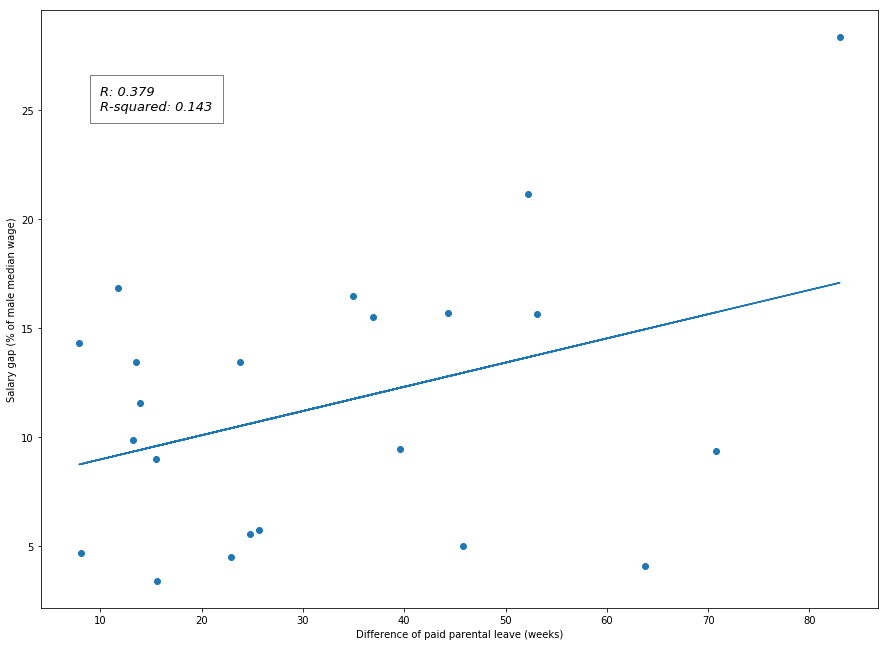 R: 0.379
R-squared: 0.143
25
20
15
10
5
Salary gap (% of male median wage)
10 20 30 40 50 60 70 80
Difference of paid parental leave (weeks)